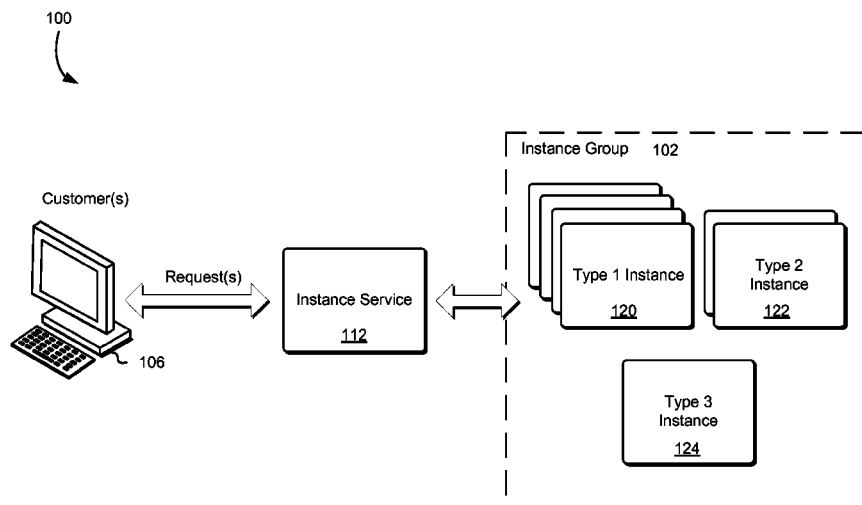 100
Instance Group 102
Customer(s)
Request(s)
Instance Service
112
Type 1 Instance
120
Type 2
Instance
122
106
Type 3
Instance
124